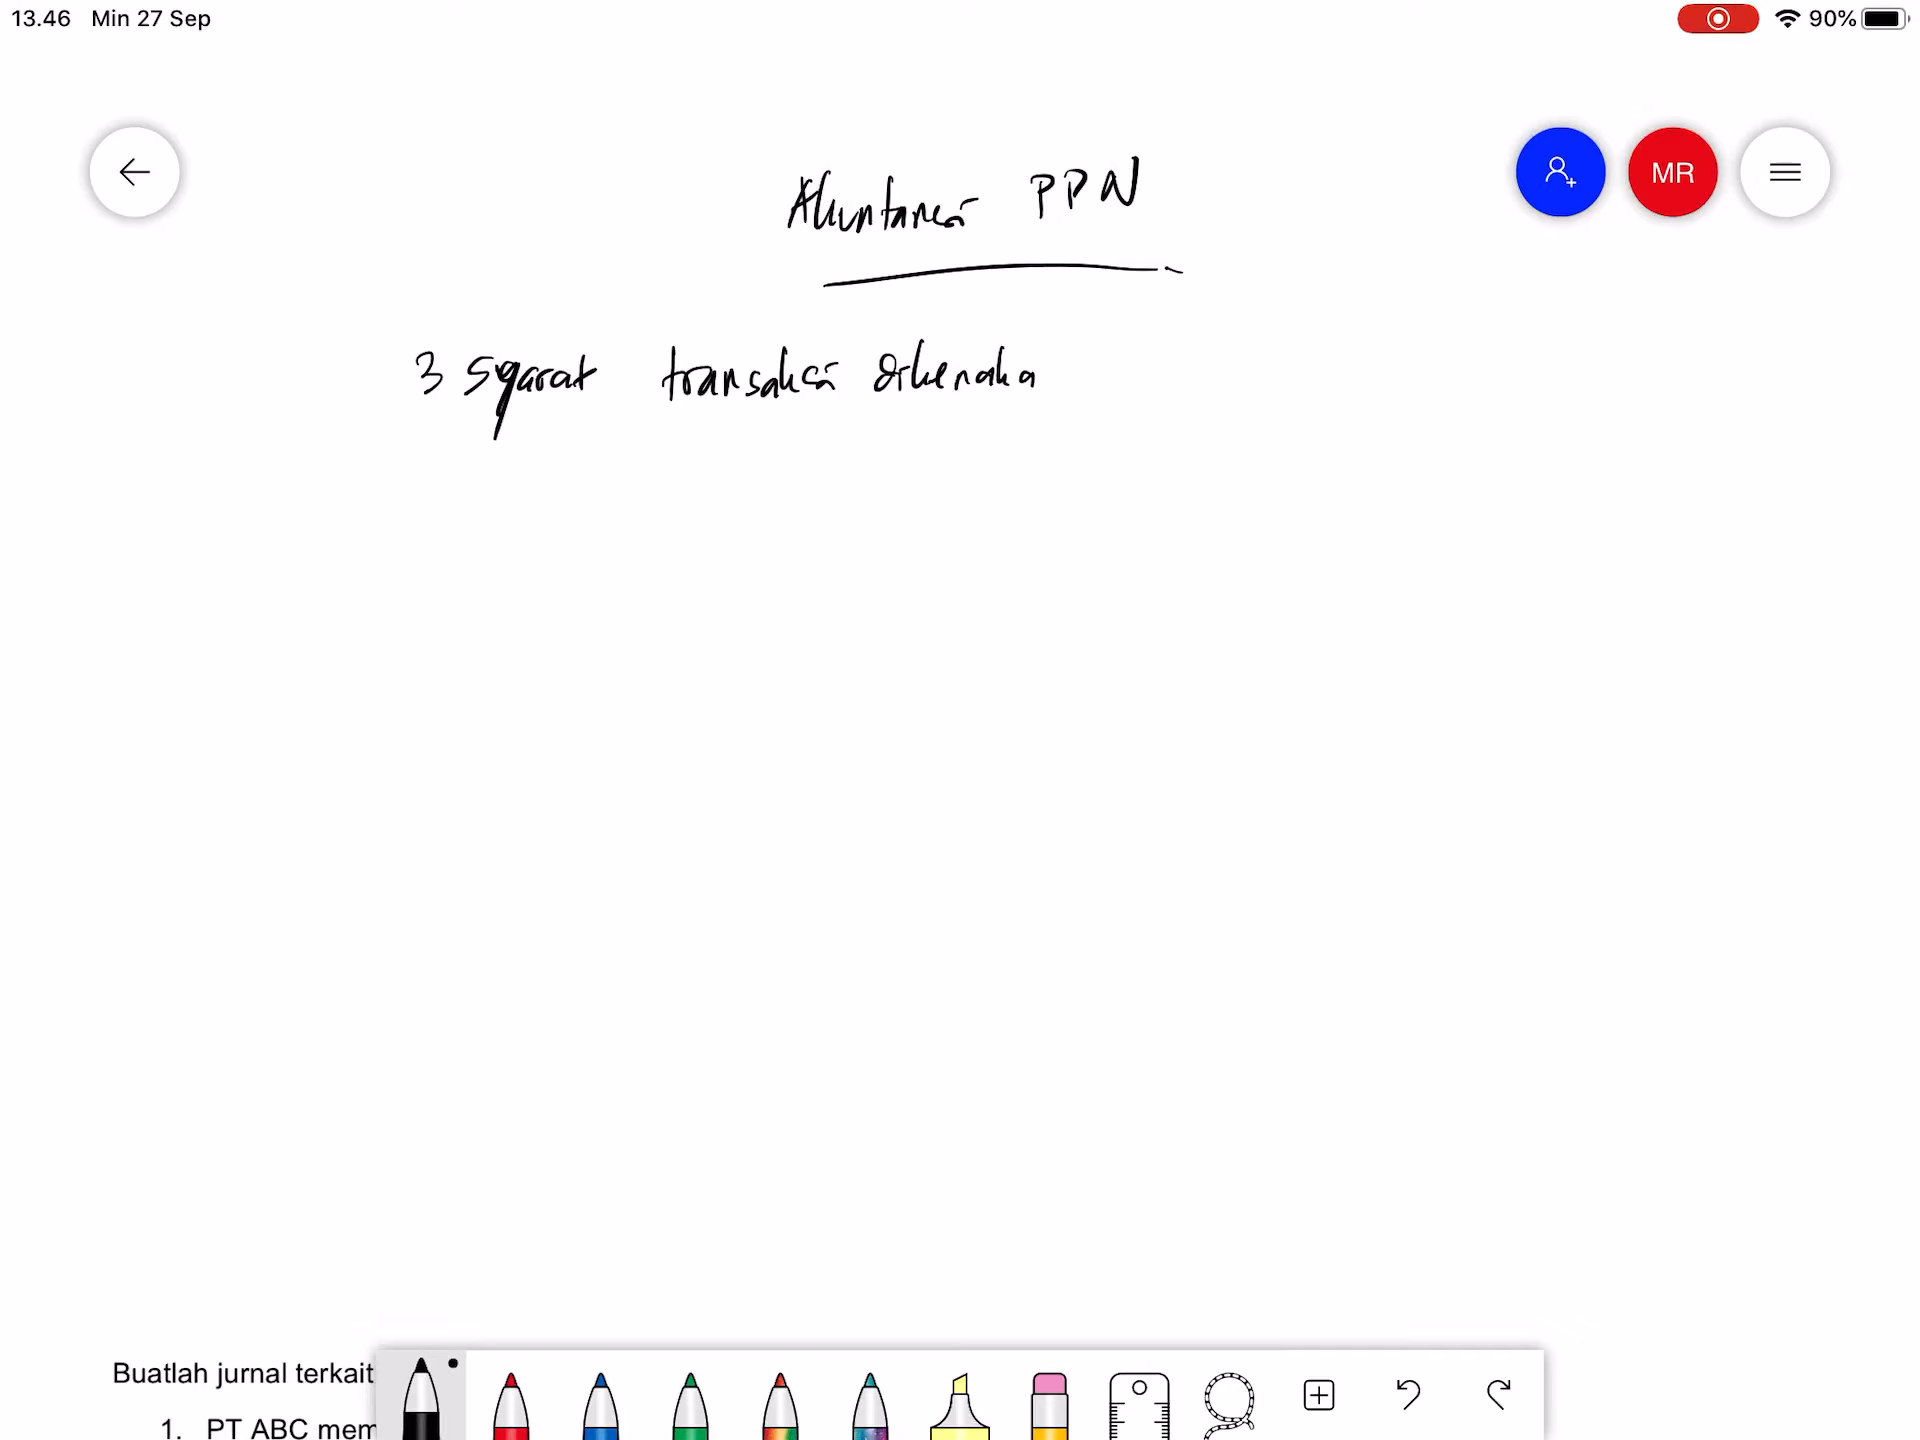 13.46 Min 27 Sep 90%
Akuntansi PPN
MR
3 syarat transaksi dikenaka
Buatlah jurnal terkait
1. PT ABC mem